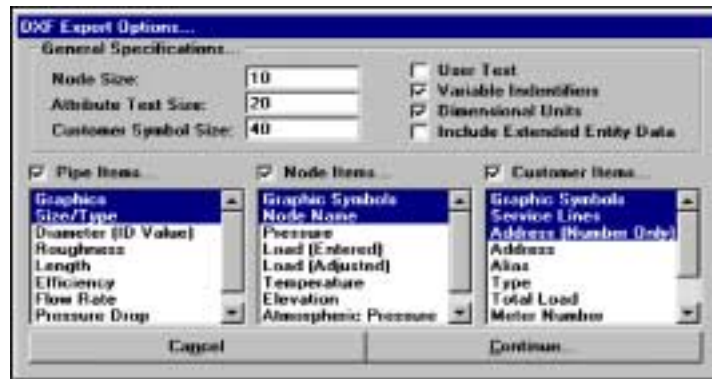 DXF Export Options...
General Specifications...
Node Size: 10
Attribute Text Size: 20
Customer Symbol Size: 40
User Text
Variable Indentifiers
Dimensional Units
Include Extended Entity Data
Pipe Items...
Graphics
Size/Type
Diameter (ID Value)
Roughness
Length
Efficiency
Flow Rate
Pressure Drop
Node Items...
Graphic Symbols
Node Name
Pressure
Load (Entered)
Load (Adjusted)
Temperature
Elevation
Atmospheric Pressure
Customer Items...
Graphic Symbols
Service Lines
Address (Number Only)
Address
Alias
Type
Total Load
Meter Number
Cancel
Continue...